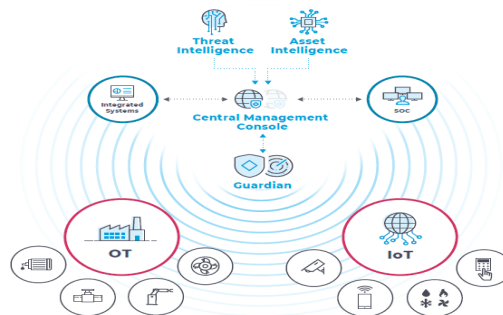 Threat
Intelligence
Asset
Intelligence
Integrated
Systems
Central Management
Console
SOC
Guardian
OT
IoT